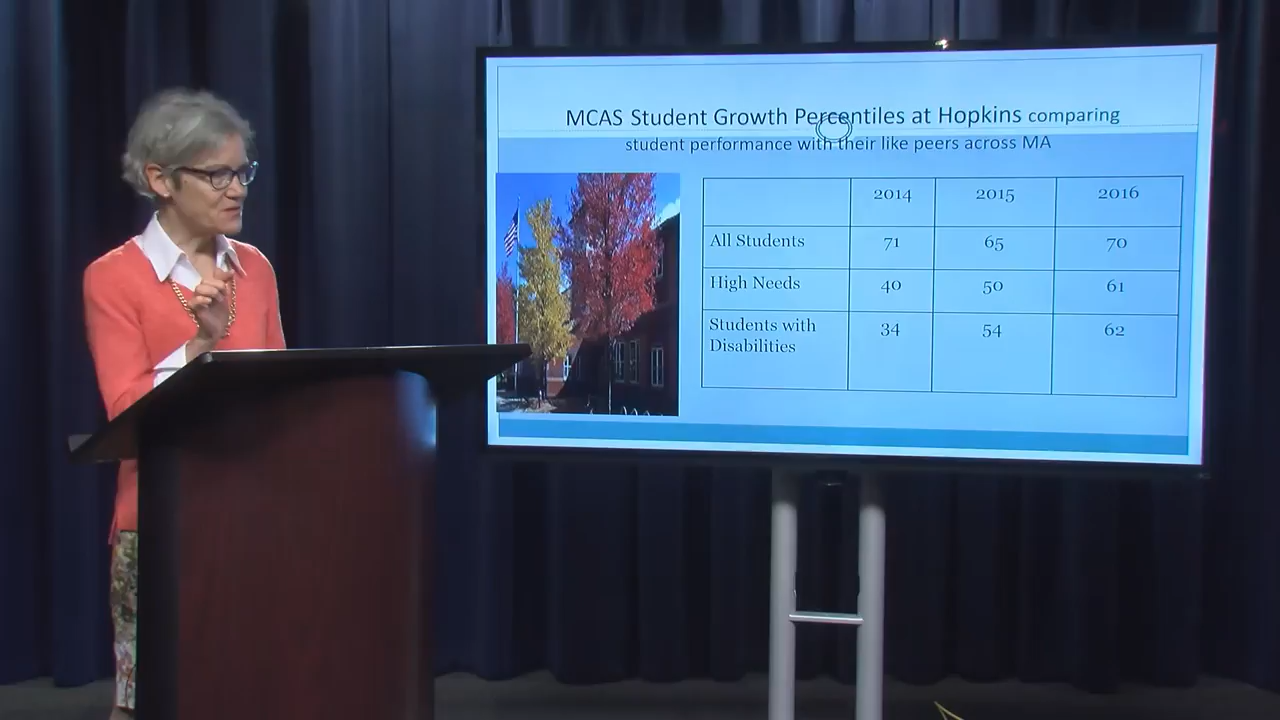 MCAS Student Growth Percentiles at Hopkins comparing
student performance with their like peers across MA
2014 2015 2016
All Students 71 65 70
High Needs 40 50 61
Students with 34 54 62
Disabilities